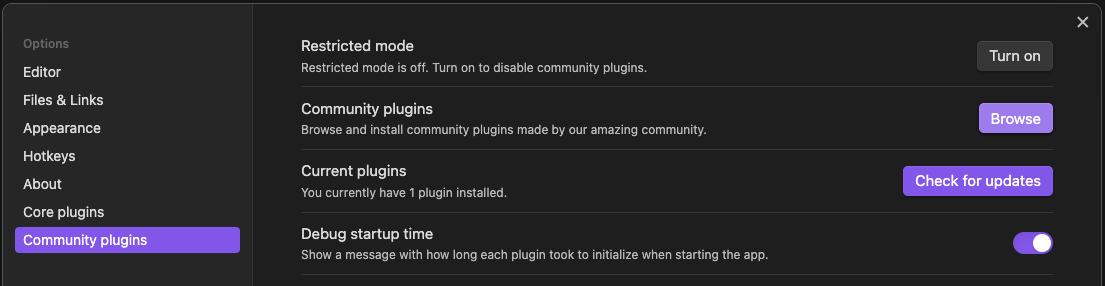 Options
Editor
Files & Links
Appearance
Hotkeys
About
Core plugins
Community plugins
Restricted mode
Restricted mode is off. Turn on to disable community plugins.
Turn on
Community plugins
Browse and install community plugins made by our amazing community.
Browse
Current plugins
You currently have 1 plugin installed.
Check for updates
Debug startup time
Show a message with how long each plugin took to initialize when starting the app.